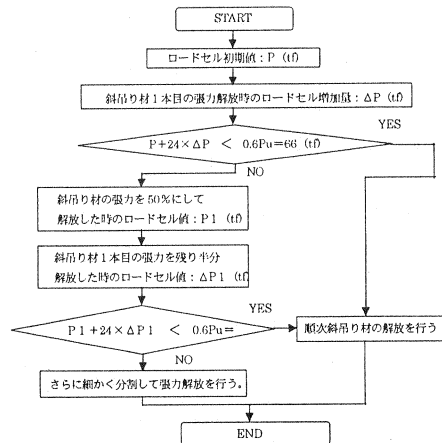 START
ロードセル初期値：P (tf)
斜吊り材１本目の張力解放時のロードセル増加量：ΔP (tf)
YES
P+24×ΔP ＜ 0.6Pu=66 (tf)
NO
斜吊り材の張力を50%にして
解放した時のロードセル値：P1 (tf)
斜吊り材１本目の張力を残り半分
解放した時のロードセル値：ΔP1 (tf)
YES
P1+24×ΔP1 ＜ 0.6Pu=
順次斜吊り材の解放を行う
NO
さらに細かく分割して張力解放を行う。
END